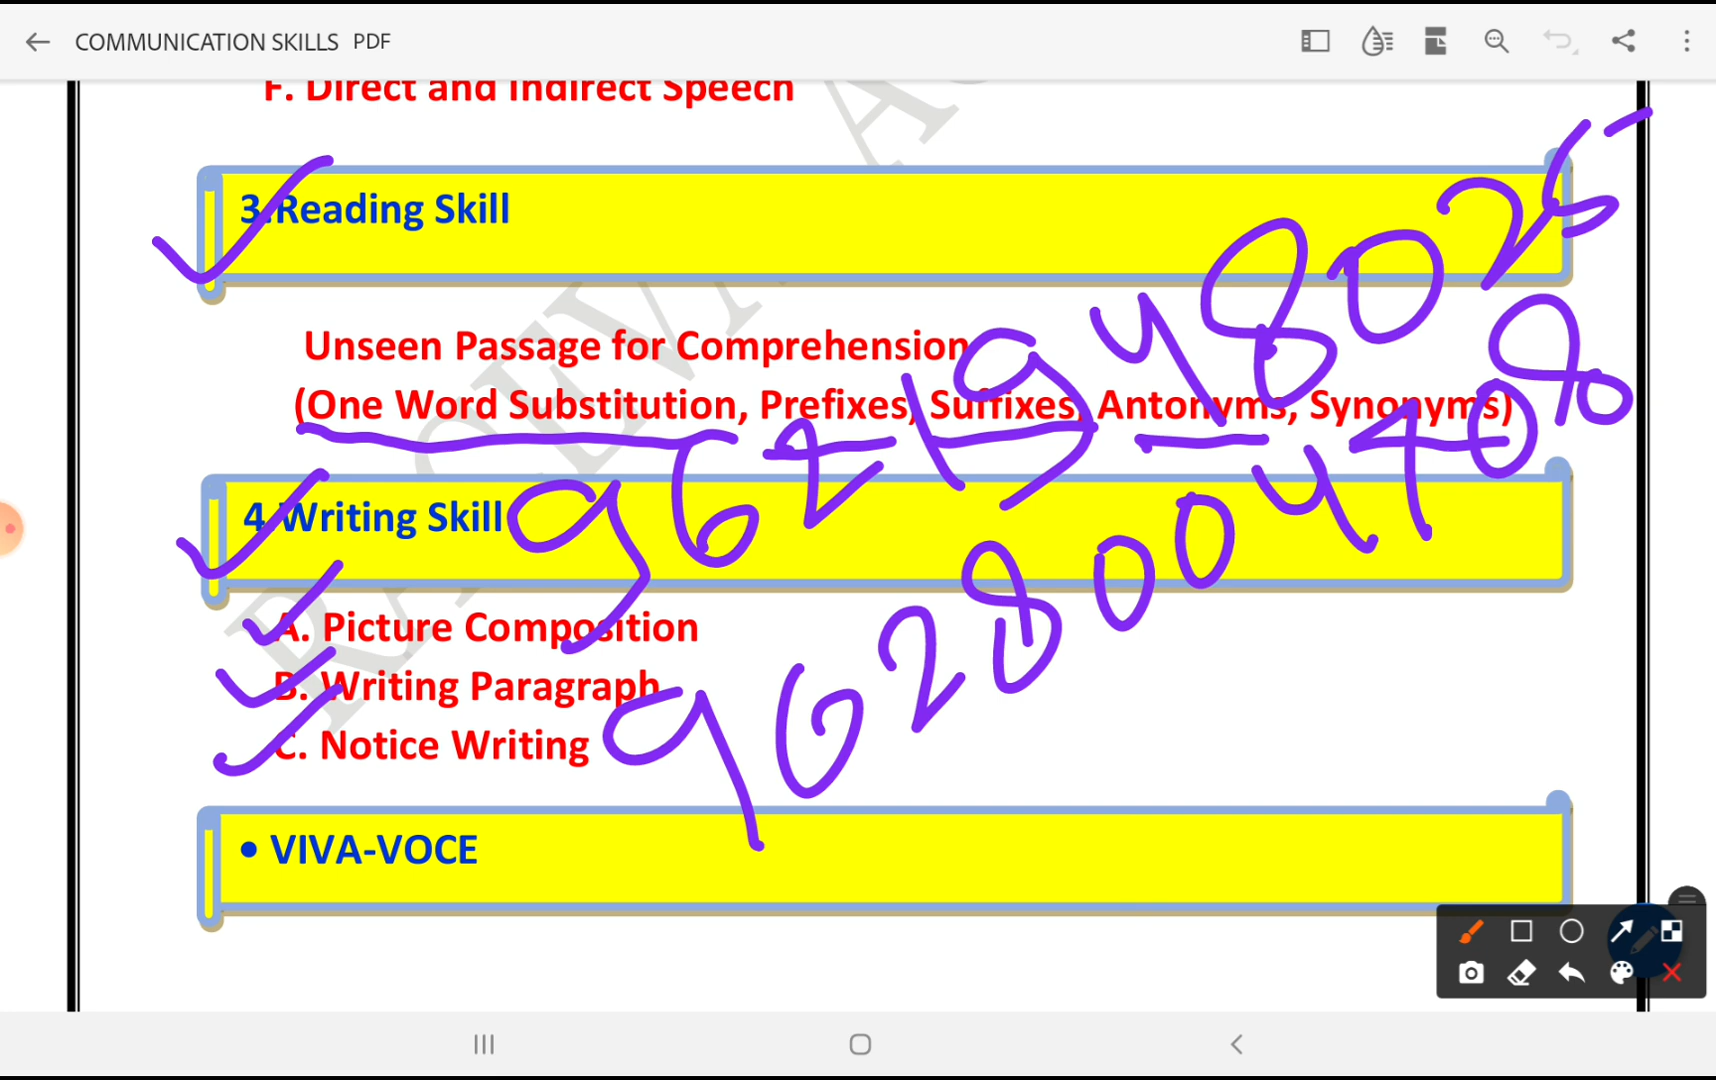 COMMUNICATION SKILLS PDF
F. Direct and Indirect Speech
3.Reading Skill
Unseen Passage for Comprehension
(One Word Substitution, Prefixes, Suffixes, Antonyms, Synonyms)
4.Writing Skill
A. Picture Composition
B. Writing Paragraph
C. Notice Writing
• VIVA-VOCE